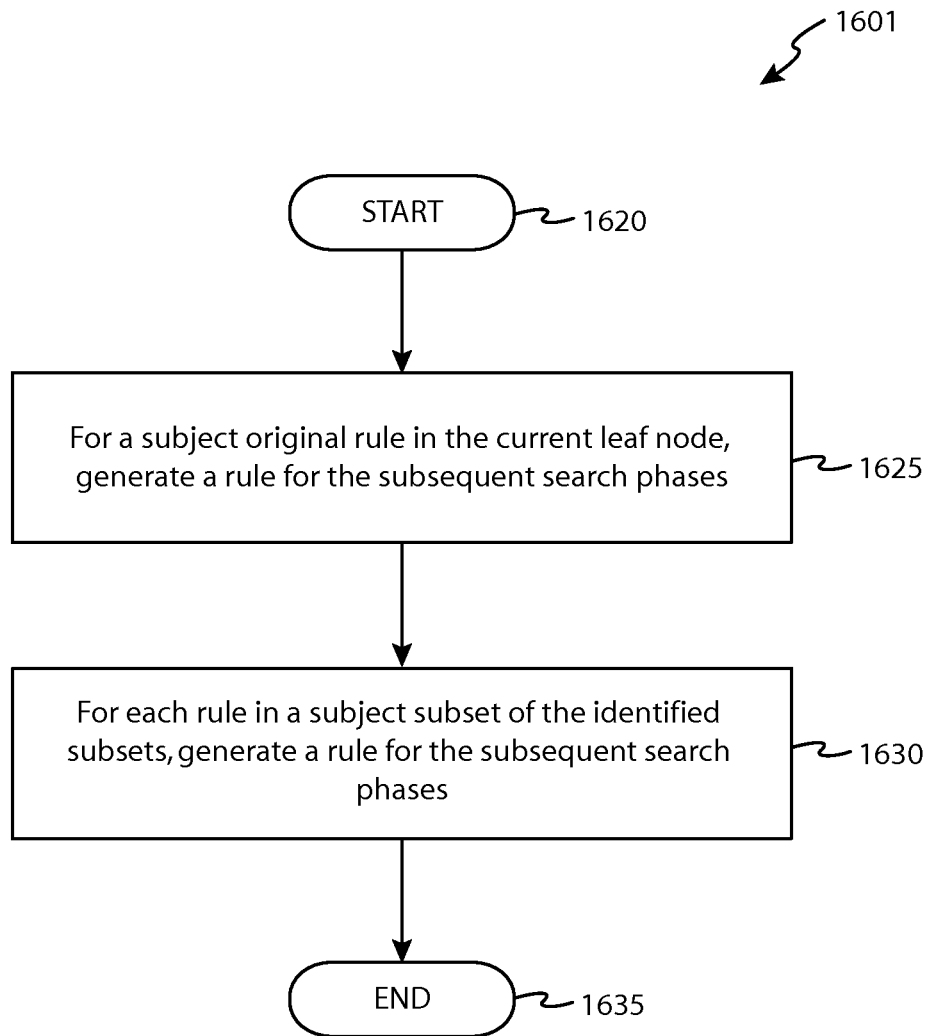 1601
START
1620
For a subject original rule in the current leaf node,
generate a rule for the subsequent search phases
1625
For each rule in a subject subset of the identified
subsets, generate a rule for the subsequent search
phases
1630
END
1635